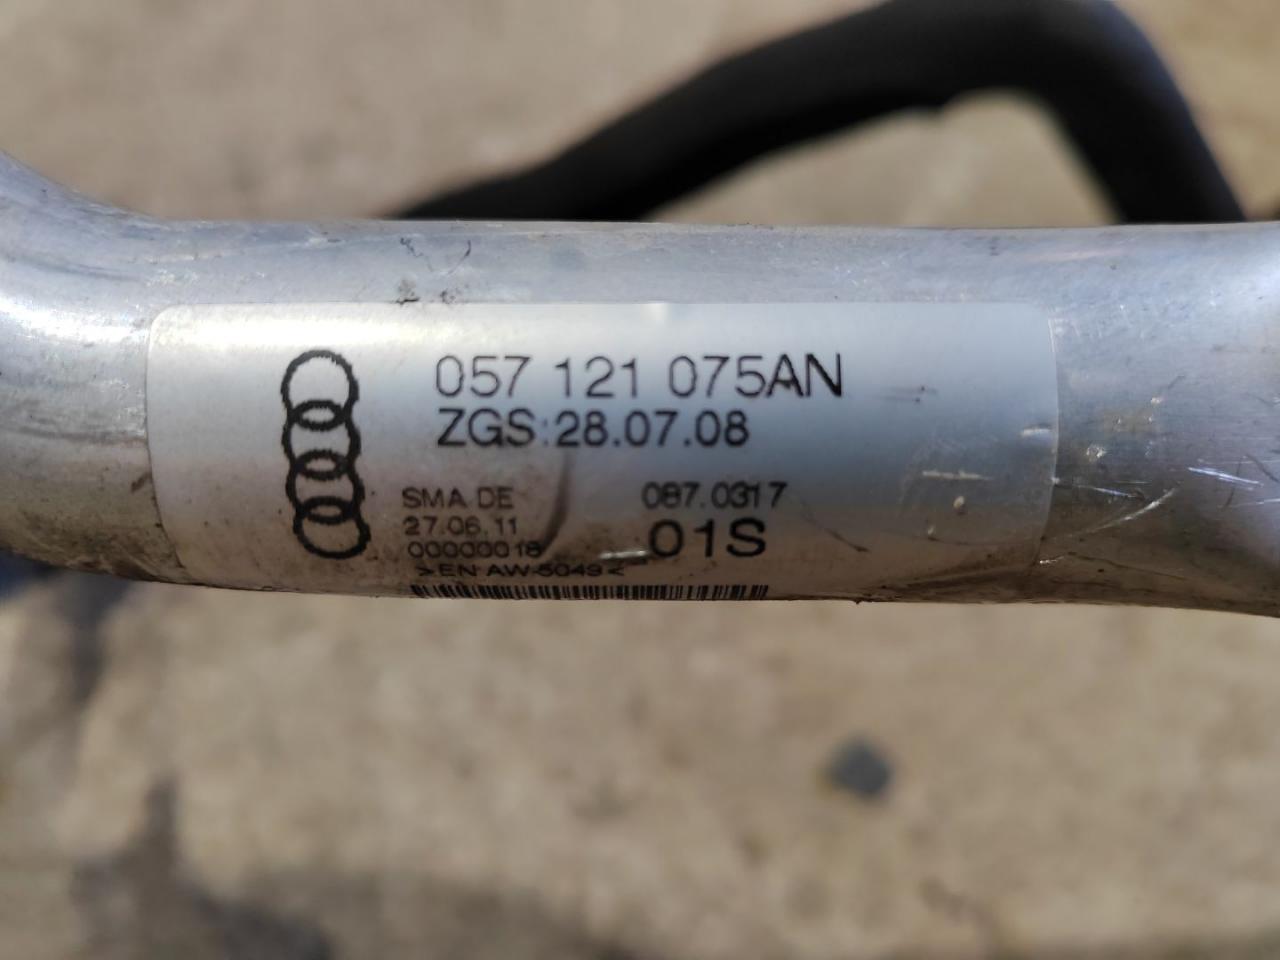 057 121 075AN
ZGS:28.07.08
SMA DE 087.0317
27.06.11 01S
00000018
>EN AW-5049<